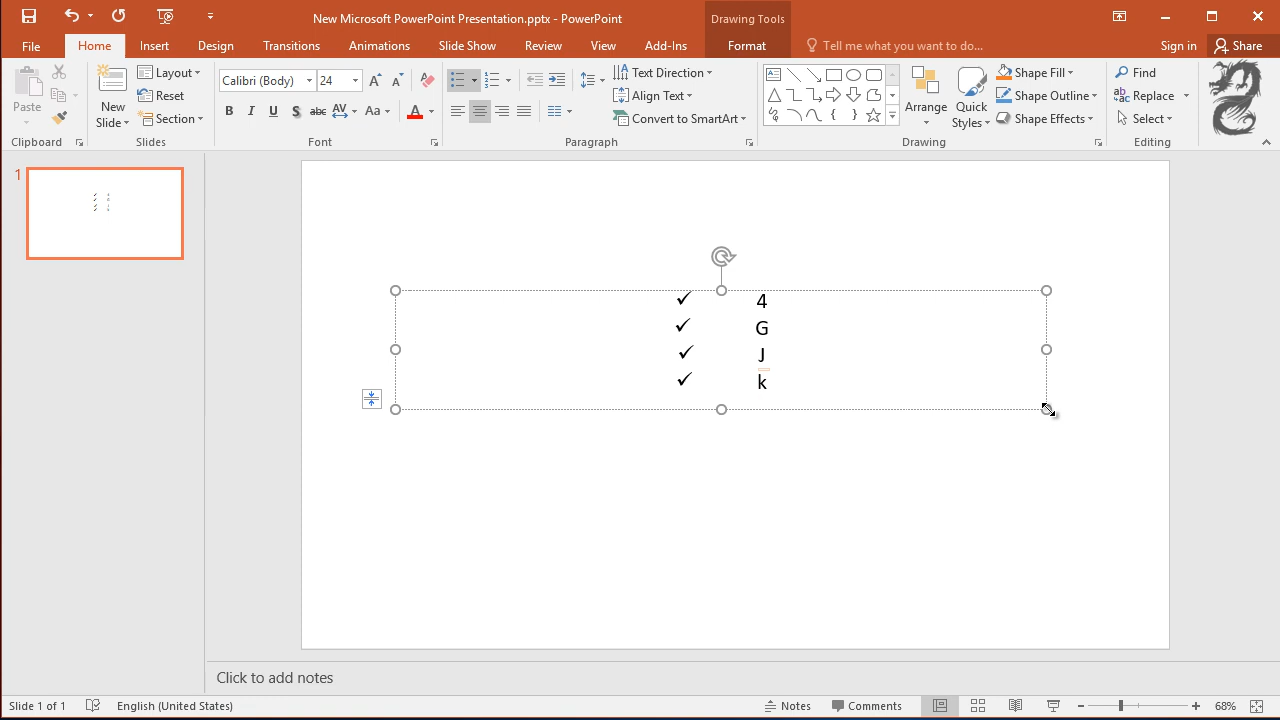 New Microsoft PowerPoint Presentation.pptx - PowerPoint
Drawing Tools
File Home Insert Design Transitions Animations Slide Show Review View Add-Ins Format Tell me what you want to do... Sign in Share
Paste
Clipboard
New Slide
Layout
Reset
Section
Slides
Calibri (Body) 24
B I U S abc AV Aa A
Font
Text Direction
Align Text
Convert to SmartArt
Paragraph
Arrange
Quick Styles
Shape Fill
Shape Outline
Shape Effects
Drawing
Find
Replace
Select
Editing
1
✓ 4
✓ G
✓ J
✓ k
Click to add notes
Slide 1 of 1 English (United States) Notes Comments 68%